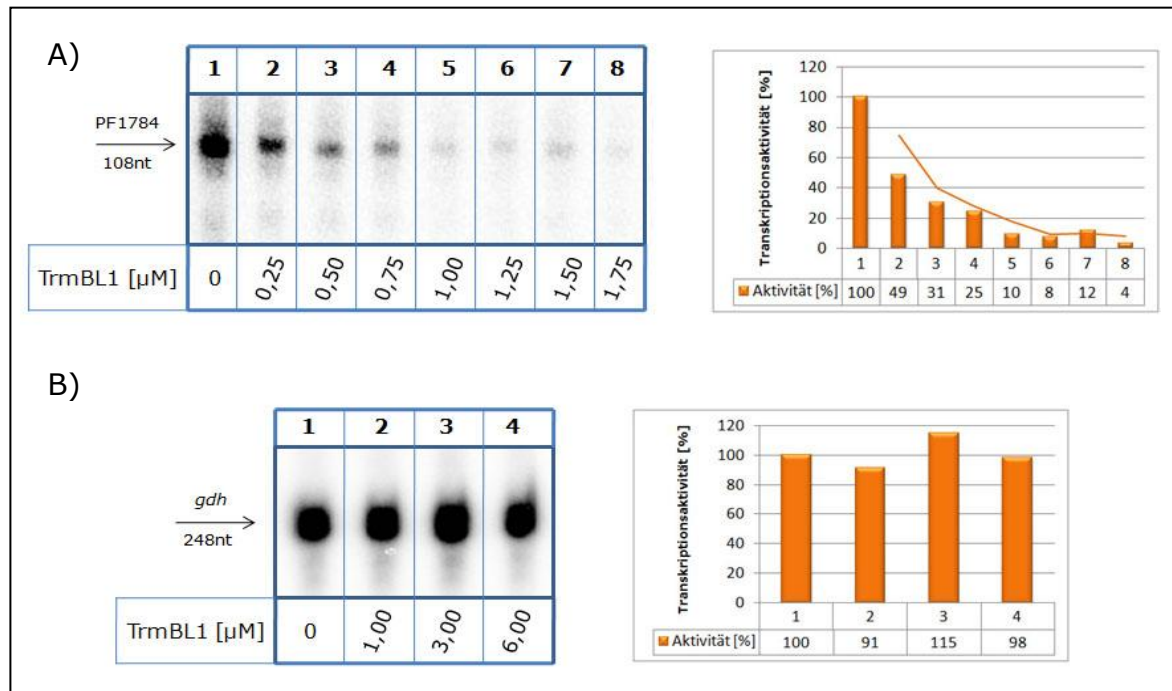 A)
1 2 3 4 5 6 7 8
PF1784
108nt
TrmBL1 [µM] 0 0,25 0,50 0,75 1,00 1,25 1,50 1,75
Transkriptionsaktivität [%]
120
100
80
60
40
20
0
1 2 3 4 5 6 7 8
Aktivität [%] 100 49 31 25 10 8 12 4
B)
1 2 3 4
gdh
248nt
TrmBL1 [µM] 0 1,00 3,00 6,00
Transkriptionsaktivität [%]
120
100
80
60
40
20
0
1 2 3 4
Aktivität [%] 100 91 115 98